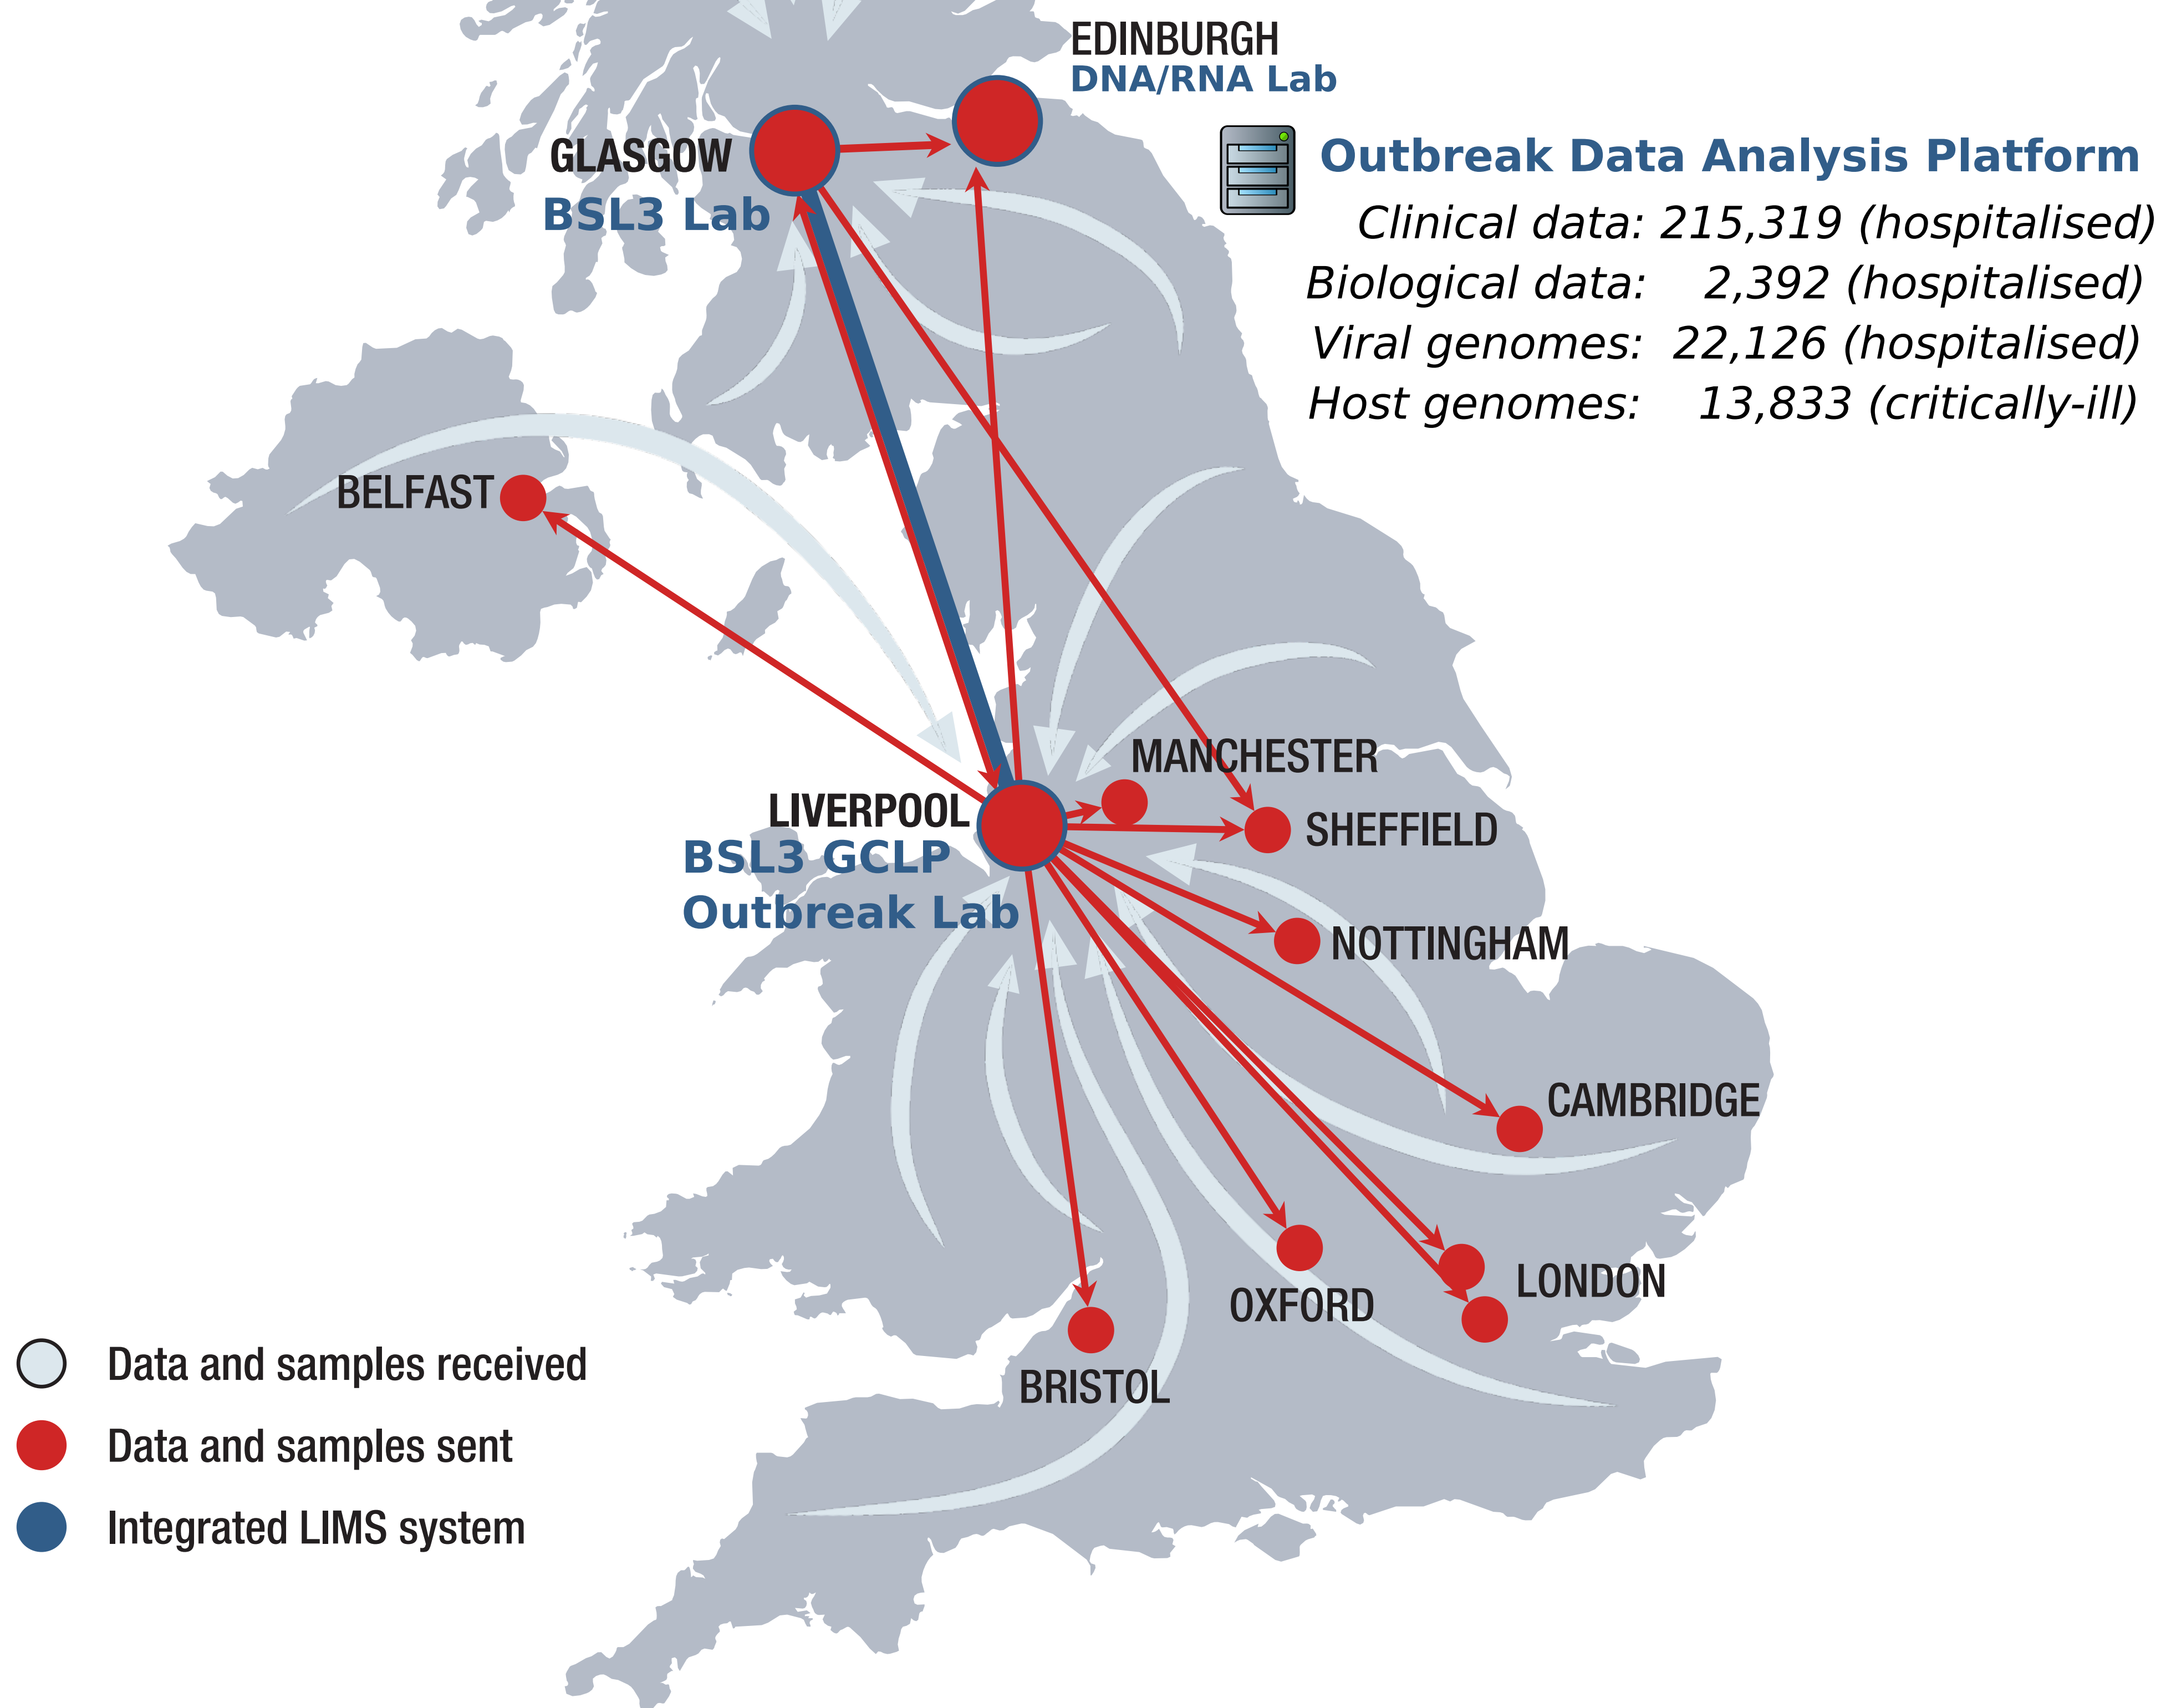 EDINBURGH
DNA/RNA Lab
GLASGOW
BSL3 Lab
Outbreak Data Analysis Platform
Clinical data: 215,319 (hospitalised)
Biological data: 2,392 (hospitalised)
Viral genomes: 22,126 (hospitalised)
Host genomes: 13,833 (critically-ill)
BELFAST
MANCHESTER
LIVERPOOL
BSL3 GCLP
Outbreak Lab
SHEFFIELD
NOTTINGHAM
CAMBRIDGE
LONDON
OXFORD
BRISTOL
Data and samples received
Data and samples sent
Integrated LIMS system